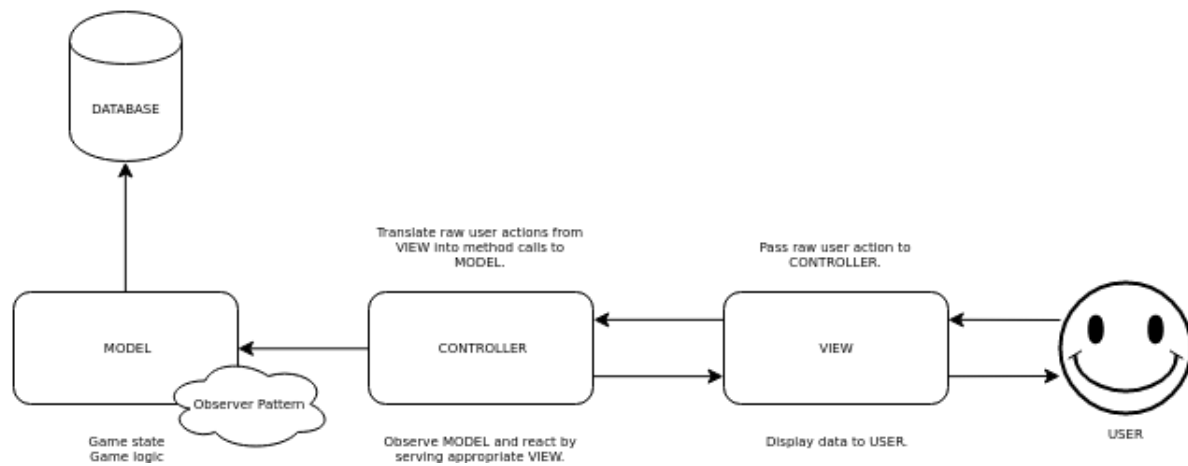 DATABASE
Translate raw user actions from
VIEW into method calls to
MODEL.
Pass raw user action to
CONTROLLER.
MODEL
CONTROLLER
VIEW
Observer Pattern
USER
Game state
Game logic
Observe MODEL and react by
serving appropriate VIEW.
Display data to USER.